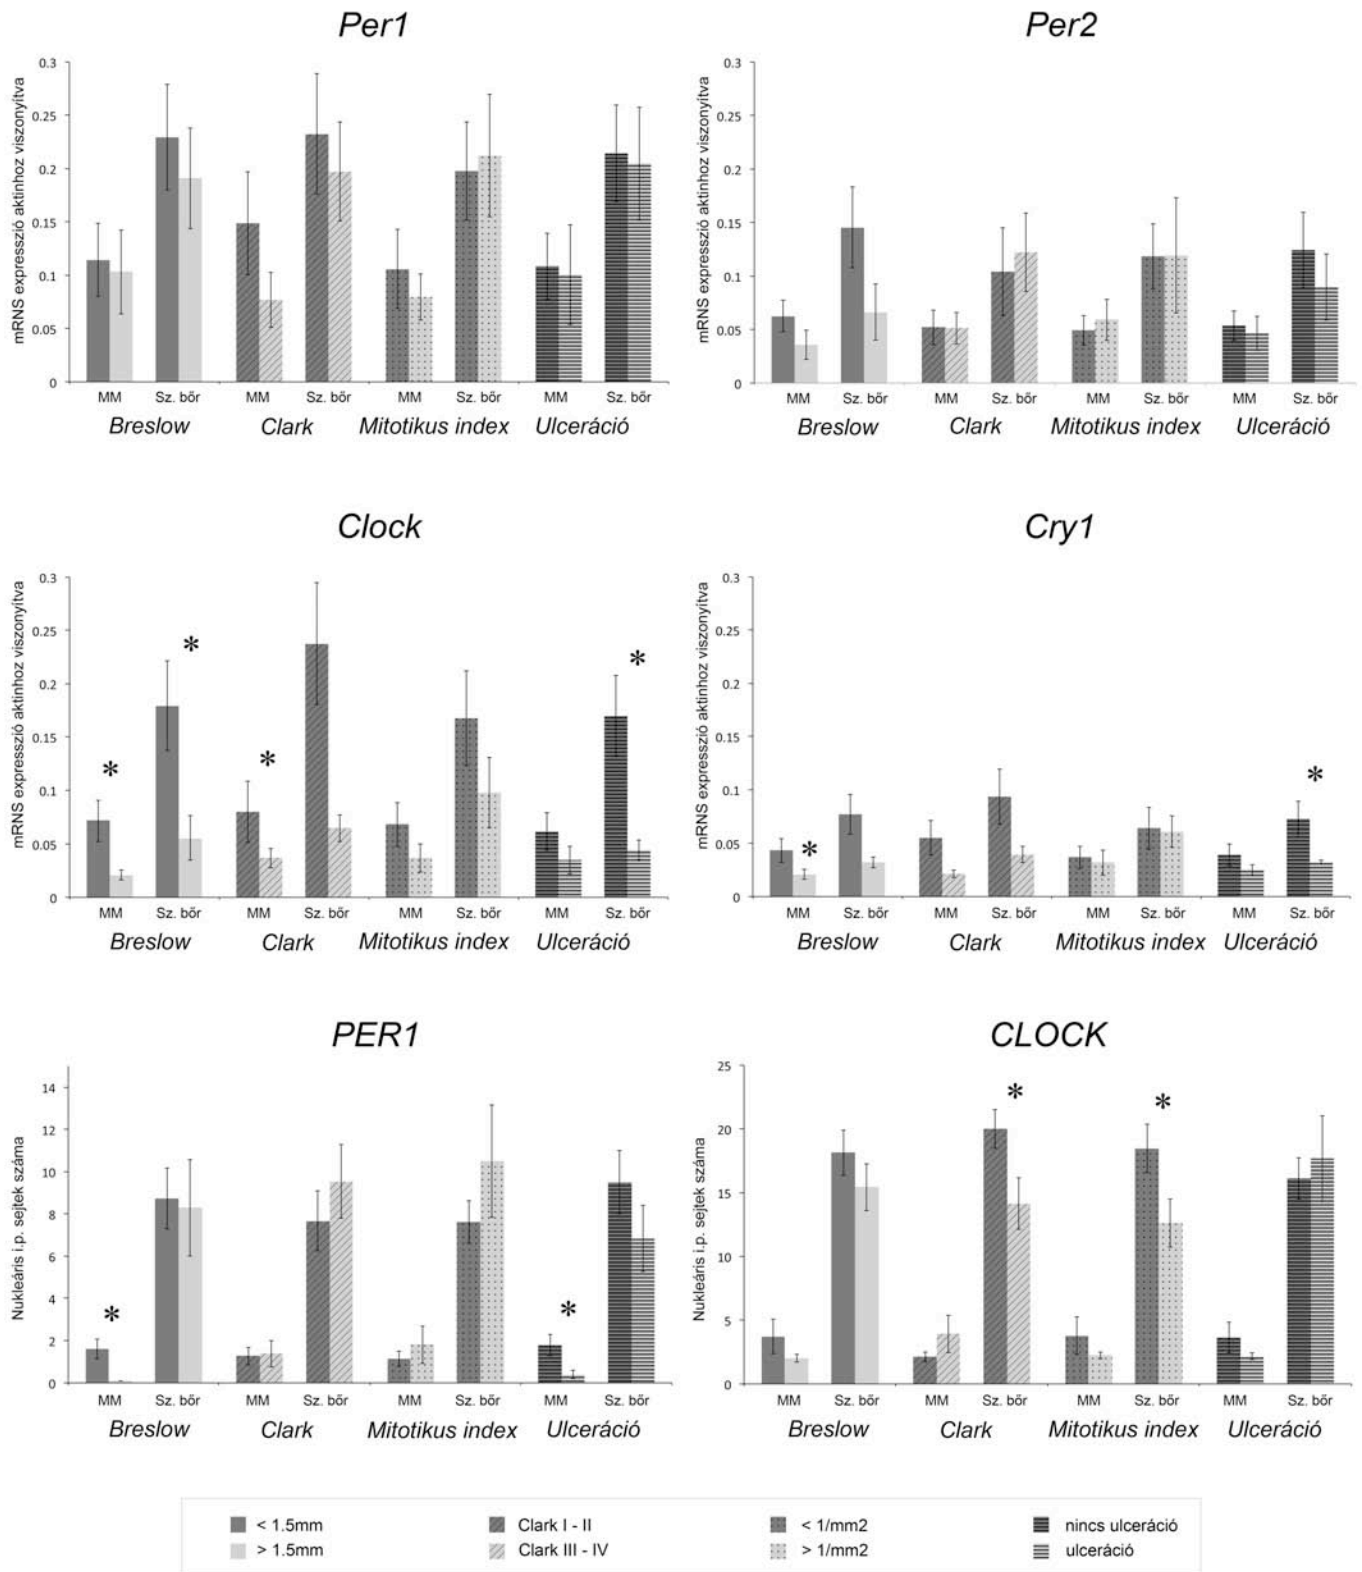 Per1
mRNS expresszió aktinhoz viszonyítva
0.3
0.25
0.2
0.15
0.1
0.05
0
MM Sz. bőr MM Sz. bőr MM Sz. bőr MM Sz. bőr
Breslow Clark Mitotikus index Ulceráció
Per2
mRNS expresszió aktinhoz viszonyítva
0.3
0.25
0.2
0.15
0.1
0.05
0
MM Sz. bőr MM Sz. bőr MM Sz. bőr MM Sz. bőr
Breslow Clark Mitotikus index Ulceráció
Clock
mRNS expresszió aktinhoz viszonyítva
0.3
0.25
0.2
0.15
0.1
0.05
0
* * * *
MM Sz. bőr MM Sz. bőr MM Sz. bőr MM Sz. bőr
Breslow Clark Mitotikus index Ulceráció
Cry1
mRNS expresszió aktinhoz viszonyítva
0.3
0.25
0.2
0.15
0.1
0.05
0
* *
MM Sz. bőr MM Sz. bőr MM Sz. bőr MM Sz. bőr
Breslow Clark Mitotikus index Ulceráció
PER1
Nukleáris i.p. sejtek száma
14
12
10
8
6
4
2
0
* *
MM Sz. bőr MM Sz. bőr MM Sz. bőr MM Sz. bőr
Breslow Clark Mitotikus index Ulceráció
CLOCK
Nukleáris i.p. sejtek száma
25
20
15
10
5
0
* *
MM Sz. bőr MM Sz. bőr MM Sz. bőr MM Sz. bőr
Breslow Clark Mitotikus index Ulceráció
< 1.5mm Clark I - II < 1/mm2 nincs ulceráció
> 1.5mm Clark III - IV > 1/mm2 ulceráció